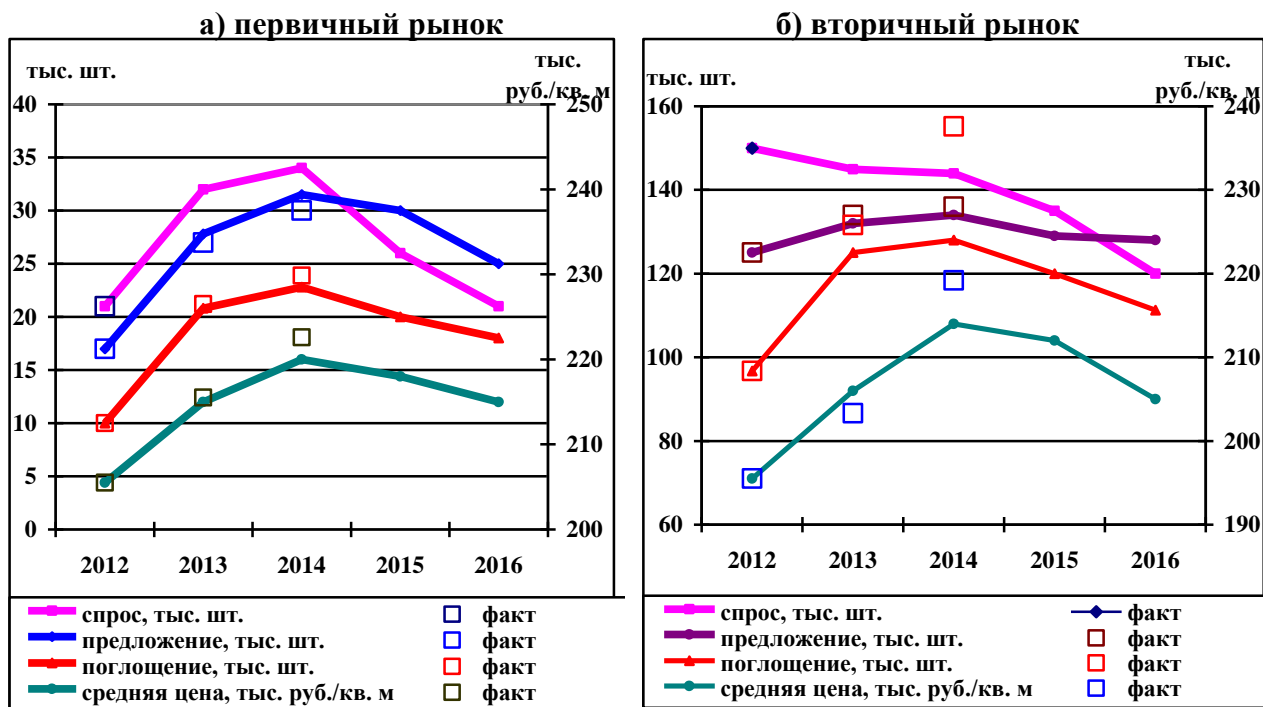 а) первичный рынок
тыс. шт.
тыс.
руб./кв. м
40
35
30
25
20
15
10
5
0
250
240
230
220
210
200
2012 2013 2014 2015 2016
спрос, тыс. шт. факт
предложение, тыс. шт. факт
поглощение, тыс. шт. факт
средняя цена, тыс. руб./кв. м факт
б) вторичный рынок
тыс. шт.
тыс.
руб./кв. м
160
140
120
100
80
60
240
230
220
210
200
190
2012 2013 2014 2015 2016
спрос, тыс. шт. факт
предложение, тыс. шт. факт
поглощение, тыс. шт. факт
средняя цена, тыс. руб./кв. м факт